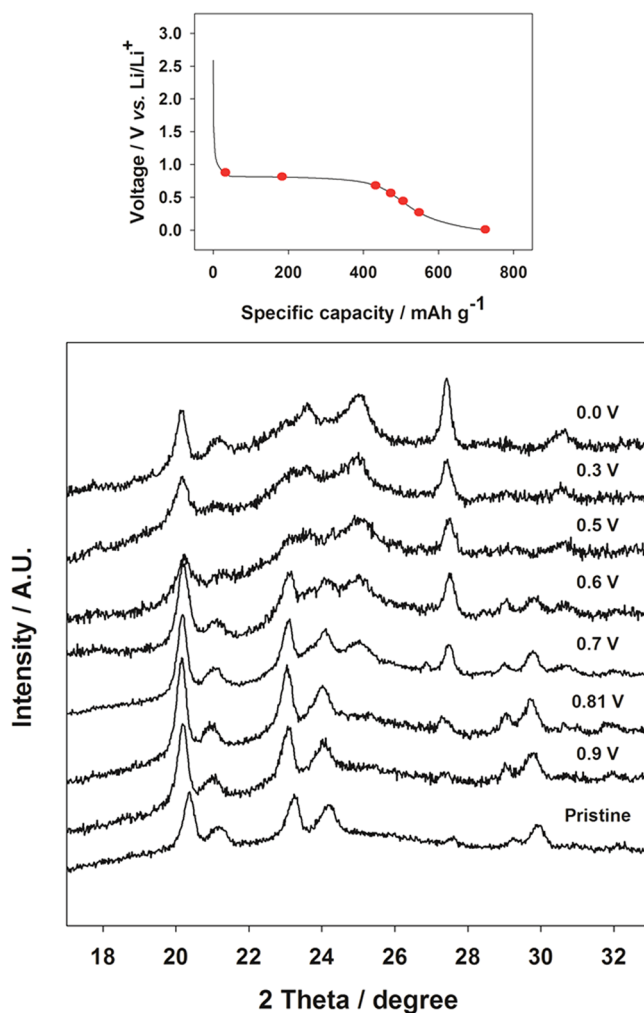 3.0
2.5
2.0
1.5
1.0
0.5
0.0
Voltage / V vs. Li/Li+
0 200 400 600 800
Specific capacity / mAh g-1
0.0 V
0.3 V
0.5 V
0.6 V
0.7 V
0.81 V
0.9 V
Pristine
Intensity / A.U.
18 20 22 24 26 28 30 32
2 Theta / degree